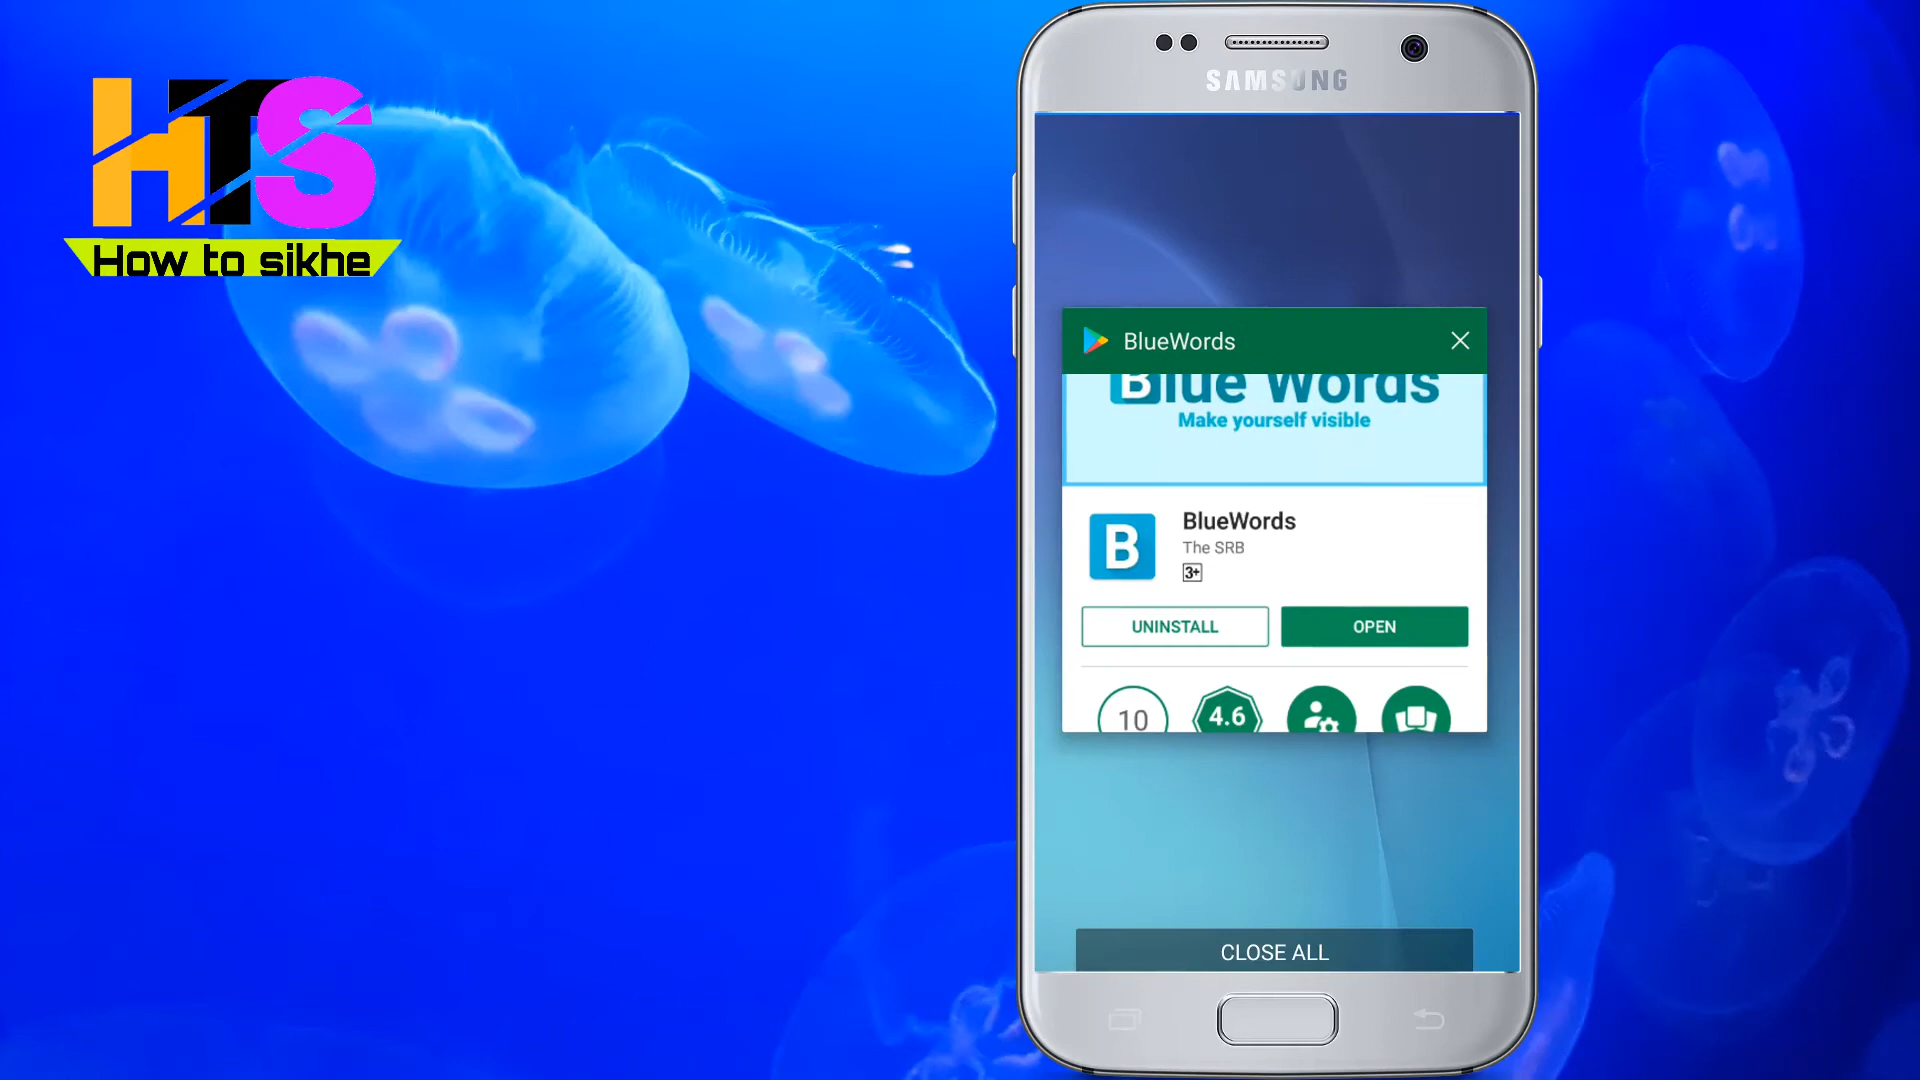 HTS
How to sikhe
SAMSUNG
BlueWords
Blue Words
Make yourself visible
B
BlueWords
The SRB
3+
UNINSTALL
OPEN
10
4.6
CLOSE ALL